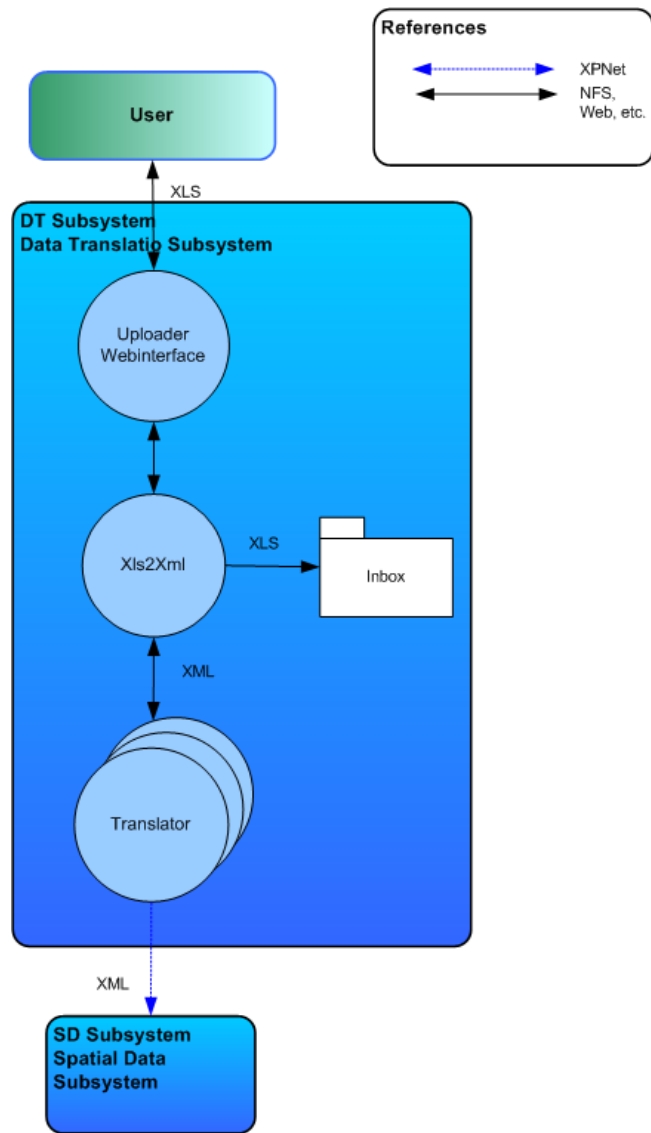 References
XPNet
NFS,
Web, etc.
User
XLS
DT Subsystem
Data Translatio Subsystem
Uploader
Webinterface
Xls2Xml
XLS
Inbox
XML
Translator
XML
SD Subsystem
Spatial Data
Subsystem